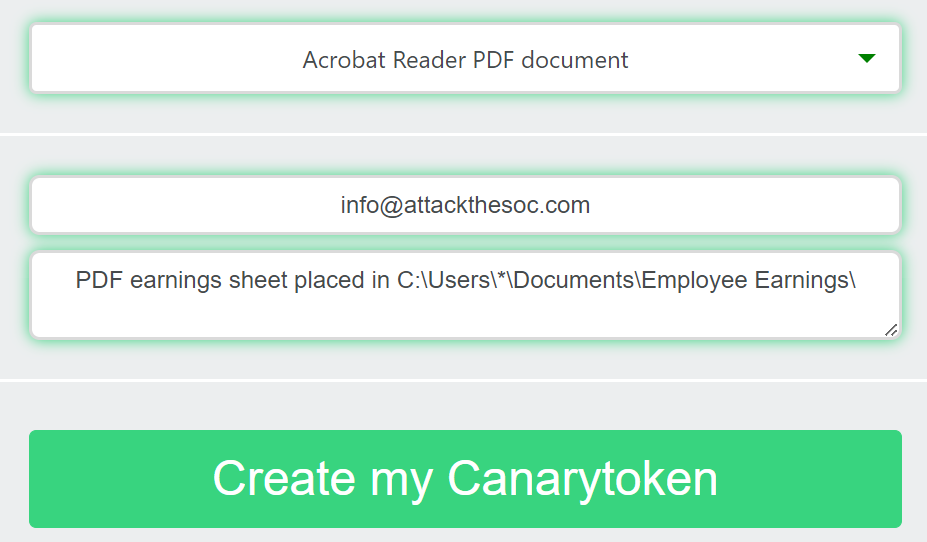 Acrobat Reader PDF document
info@attackthesoc.com
PDF earnings sheet placed in C:\Users\*\Documents\Employee Earnings\
Create my Canarytoken